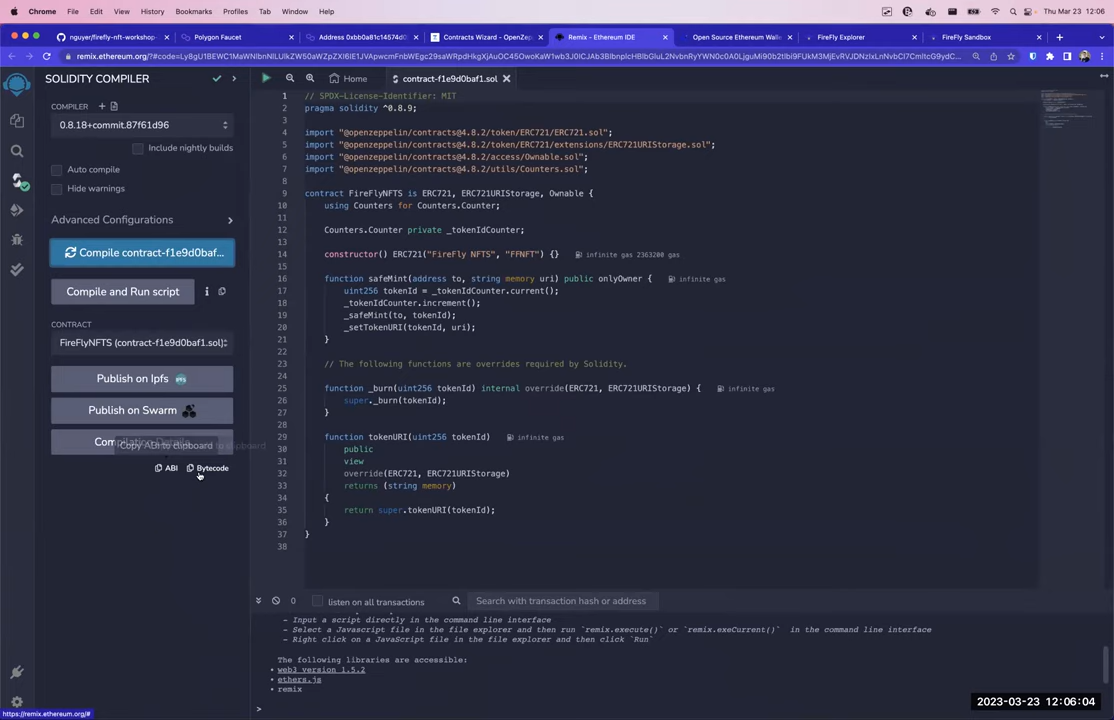 Chrome File Edit View History Bookmarks Profiles Tab Window Help Thu Mar 23 12:06
nguyer/firefly-nft-workshop Polygon Faucet Address 0xbb0a81c14574d0 Contracts Wizard - OpenZep Remix - Ethereum IDE Open Source Ethereum Walle FireFly Explorer FireFly Sandbox
SOLIDITY COMPILER
COMPILER
0.8.18+commit.87f61d96
Include nightly builds
Auto compile
Hide warnings
Advanced Configurations
Compile contract-f1e9d0baf...
Compile and Run script
CONTRACT
FireFlyNFTS (contract-f1e9d0baf1.sol)
Publish on Ipfs
Publish on Swarm
Compilation Details
Copy ABI to clipboard
ABI Bytecode
Home contract-f1e9d0baf1.sol
1 // SPDX-License-Identifier: MIT
2 pragma solidity ^0.8.9;
3
4 import "@openzeppelin/contracts@4.8.2/token/ERC721/ERC721.sol";
5 import "@openzeppelin/contracts@4.8.2/token/ERC721/extensions/ERC721URIStorage.sol";
6 import "@openzeppelin/contracts@4.8.2/access/Ownable.sol";
7 import "@openzeppelin/contracts@4.8.2/utils/Counters.sol";
8
9 contract FireFlyNFTS is ERC721, ERC721URIStorage, Ownable {
10 using Counters for Counters.Counter;
11
12 Counters.Counter private _tokenIdCounter;
13
14 constructor() ERC721("FireFly NFTS", "FFNFT") {} infinite gas 2363200 gas
15
16 function safeMint(address to, string memory uri) public onlyOwner { infinite gas
17 uint256 tokenId = _tokenIdCounter.current();
18 _tokenIdCounter.increment();
19 _safeMint(to, tokenId);
20 _setTokenURI(tokenId, uri);
21 }
22
23 // The following functions are overrides required by Solidity.
24
25 function _burn(uint256 tokenId) internal override(ERC721, ERC721URIStorage) { infinite gas
26 super._burn(tokenId);
27 }
28
29 function tokenURI(uint256 tokenId) infinite gas
30 public
31 view
32 override(ERC721, ERC721URIStorage)
33 returns (string memory)
34 {
35 return super.tokenURI(tokenId);
36 }
37 }
38
0 listen on all transactions Search with transaction hash or address
- Input a script directly in the command line interface
- Select a Javascript file in the file explorer and then run `remix.execute()` or `remix.exeCurrent()` in the command line interface
- Right click on a JavaScript file in the file explorer and then click `Run`
The following libraries are accessible:
• web3 version 1.5.2
• ethers.js
• remix
>
https://remix.ethereum.org/#
2023-03-23 12:06:04